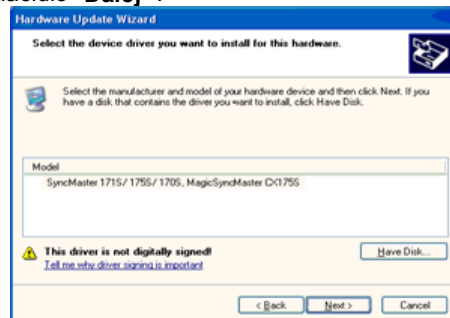 "Dalej".
Hardware Update Wizard
Select the device driver you want to install for this hardware.
Select the manufacturer and model of your hardware device and then click Next. If you
have a disk that contains the driver you want to install, click Have Disk.
Model
SyncMaster 171S/ 175S/ 170S, MagicSyncMaster CX175S
This driver is not digitally signed!
Have Disk...
Tell me why driver signing is important
< Back
Next >
Cancel